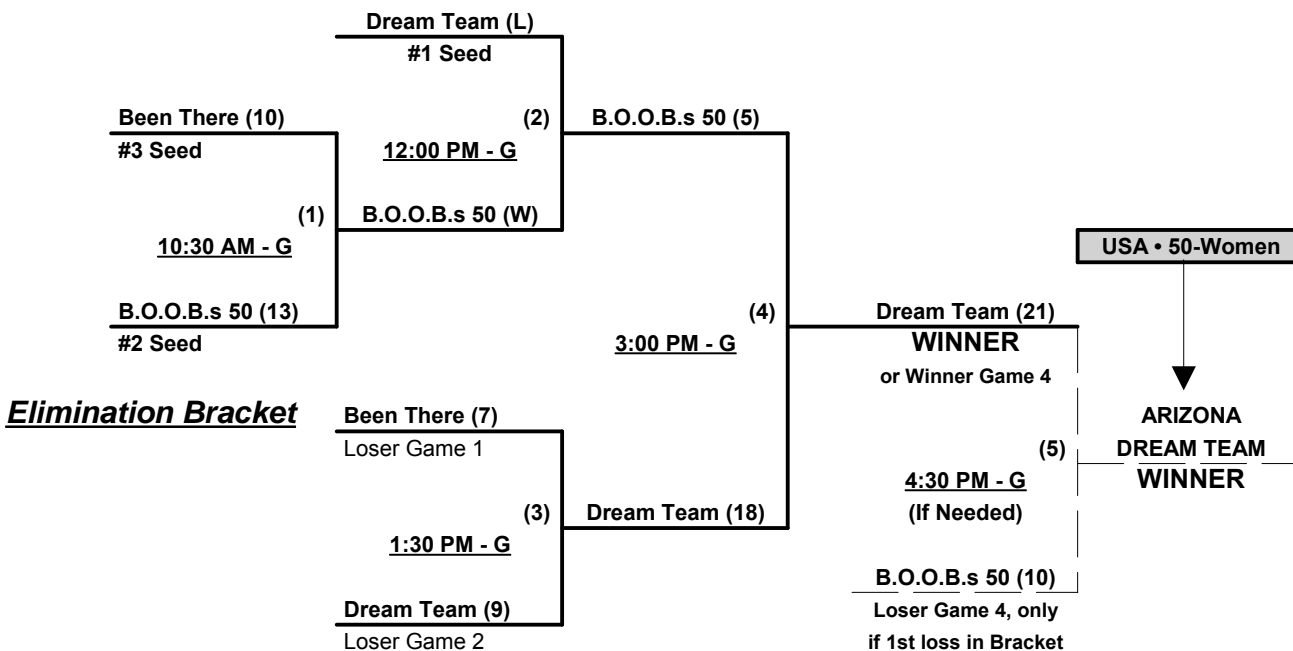 Dream Team (L)
#1 Seed
Been There (10)
#3 Seed
(2)
12:00 PM - G
B.O.O.B.s 50 (5)
(1)
10:30 AM - G
B.O.O.B.s 50 (W)
USA • 50-Women
B.O.O.B.s 50 (13)
#2 Seed
(4)
3:00 PM - G
Dream Team (21)
WINNER
or Winner Game 4
Elimination Bracket
Been There (7)
Loser Game 1
ARIZONA
DREAM TEAM
WINNER
(5)
4:30 PM - G
(If Needed)
(3)
1:30 PM - G
Dream Team (18)
B.O.O.B.s 50 (10)
Loser Game 4, only
if 1st loss in Bracket
Dream Team (9)
Loser Game 2